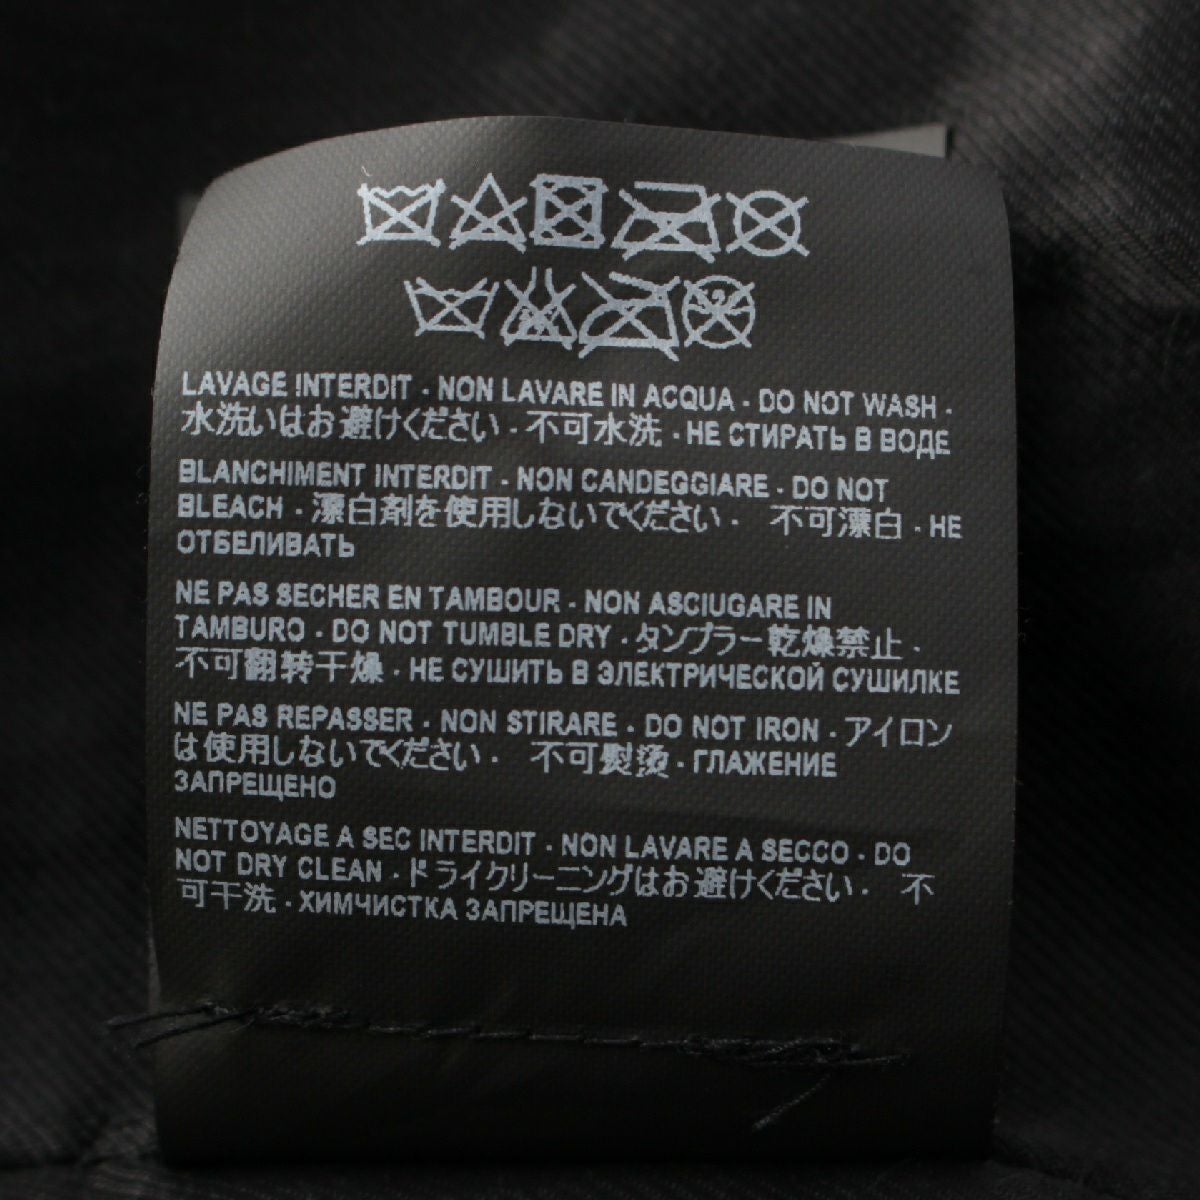 LAVAGE INTERDIT - NON LAVARE IN ACQUA - DO NOT WASH -
水洗いはお避けください - 不可水洗 - НЕ СТИРАТЬ В ВОДЕ
BLANCHIMENT INTERDIT - NON CANDEGGIARE - DO NOT
BLEACH - 漂白剤を使用しないでください - 不可漂白 - НЕ
ОТБЕЛИВАТЬ
NE PAS SECHER EN TAMBOUR - NON ASCIUGARE IN
TAMBURO - DO NOT TUMBLE DRY - タンブラー乾燥禁止 -
不可翻转干燥 - НЕ СУШИТЬ В ЭЛЕКТРИЧЕСКОЙ СУШИЛКЕ
NE PAS REPASSER - NON STIRARE - DO NOT IRON - アイロン
は使用しないでください - 不可熨烫 - ГЛАЖЕНИЕ
ЗАПРЕЩЕНО
NETTOYAGE A SEC INTERDIT - NON LAVARE A SECCO - DO
NOT DRY CLEAN - ドライクリーニングはお避けください - 不
可干洗 - ХИМЧИСТКА ЗАПРЕЩЕНА